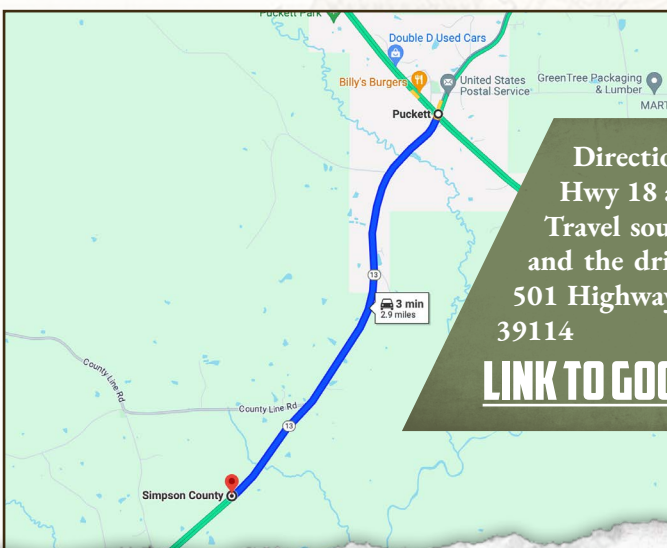 Puckett Park
Double D Used Cars
Billy's Burgers
United States
Postal Service
GreenTree Packaging
& Lumber
MART
Puckett
Directio
Hwy 18 a
Travel sou
and the dri
501 Highway
39114
LINK TO GOO
13
3 min
2.9 miles
County Line Rd
County Line Rd
13
Simpson County